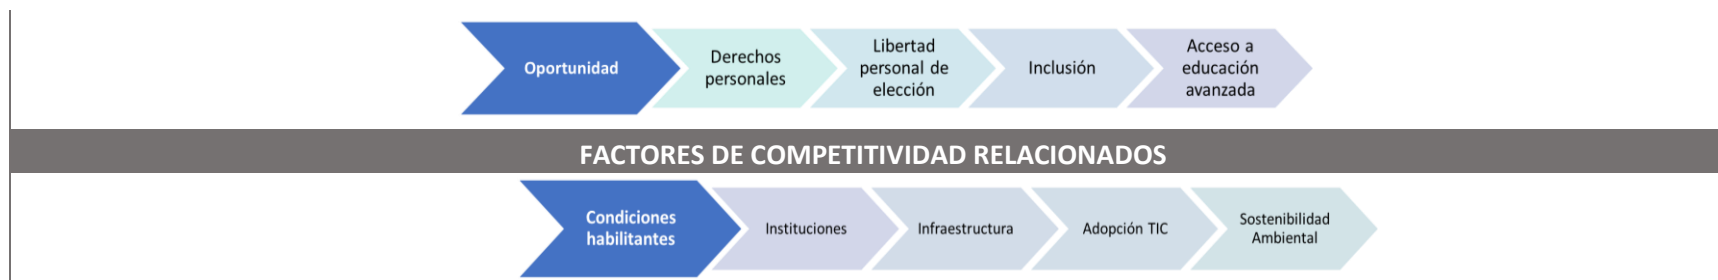 Oportunidad
Derechos
personales
Libertad
personal de
elección
Inclusión
Acceso a
educación
avanzada
FACTORES DE COMPETITIVIDAD RELACIONADOS
Condiciones
habilitantes
Instituciones
Infraestructura
Adopción TIC
Sostenibilidad
Ambiental